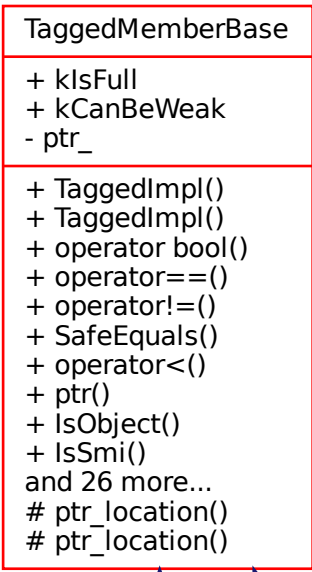 TaggedMemberBase
+ kIsFull
+ kCanBeWeak
- ptr_
+ TaggedImpl()
+ TaggedImpl()
+ operator bool()
+ operator==()
+ operator!=()
+ SafeEquals()
+ operator<()
+ ptr()
+ IsObject()
+ IsSmi()
and 26 more...
# ptr_location()
# ptr_location()